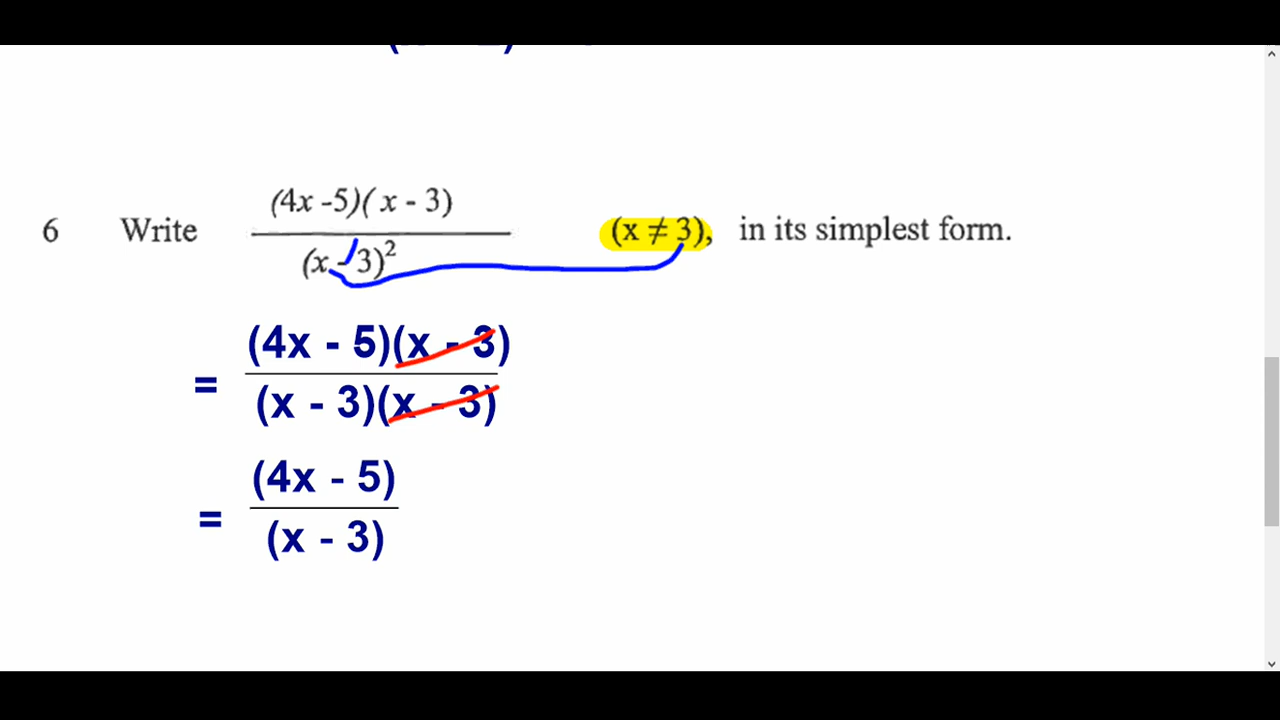 (4x -5)( x - 3)
6 Write (x ≠ 3), in its simplest form.
(x - 3)²
(4x - 5)(x - 3)
=
(x - 3)(x - 3)
(4x - 5)
=
(x - 3)